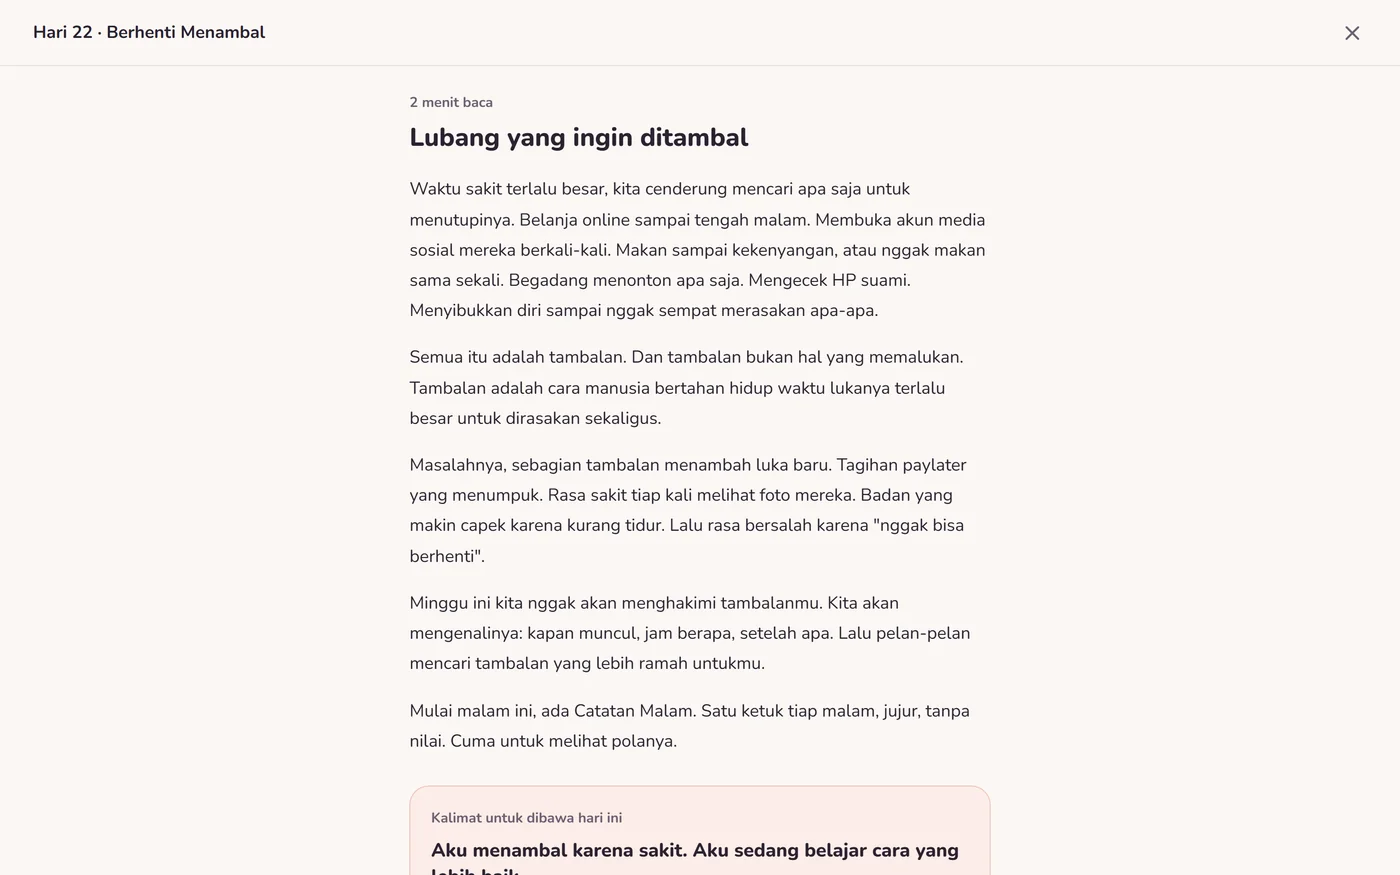 Hari 22 · Berhenti Menambal
2 menit baca
Lubang yang ingin ditambal
Waktu sakit terlalu besar, kita cenderung mencari apa saja untuk
menutupinya. Belanja online sampai tengah malam. Membuka akun media
sosial mereka berkali-kali. Makan sampai kekenyangan, atau nggak makan
sama sekali. Begadang menonton apa saja. Mengecek HP suami.
Menyibukkan diri sampai nggak sempat merasakan apa-apa.
Semua itu adalah tambalan. Dan tambalan bukan hal yang memalukan.
Tambalan adalah cara manusia bertahan hidup waktu lukanya terlalu
besar untuk dirasakan sekaligus.
Masalahnya, sebagian tambalan menambah luka baru. Tagihan paylater
yang menumpuk. Rasa sakit tiap kali melihat foto mereka. Badan yang
makin capek karena kurang tidur. Lalu rasa bersalah karena "nggak bisa
berhenti".
Minggu ini kita nggak akan menghakimi tambalanmu. Kita akan
mengenalinya: kapan muncul, jam berapa, setelah apa. Lalu pelan-pelan
mencari tambalan yang lebih ramah untukmu.
Mulai malam ini, ada Catatan Malam. Satu ketuk tiap malam, jujur, tanpa
nilai. Cuma untuk melihat polanya.
Kalimat untuk dibawa hari ini
Aku menambal karena sakit. Aku sedang belajar cara yang
lebih baik